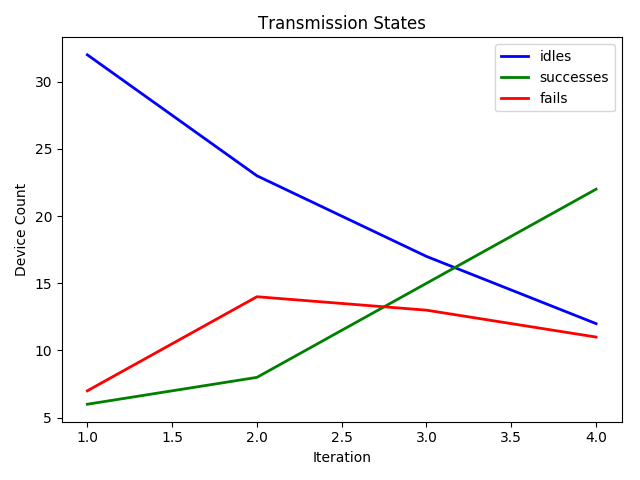 Transmission States
idles
successes
fails
Device Count
30
25
20
15
10
5
1.0 1.5 2.0 2.5 3.0 3.5 4.0
Iteration